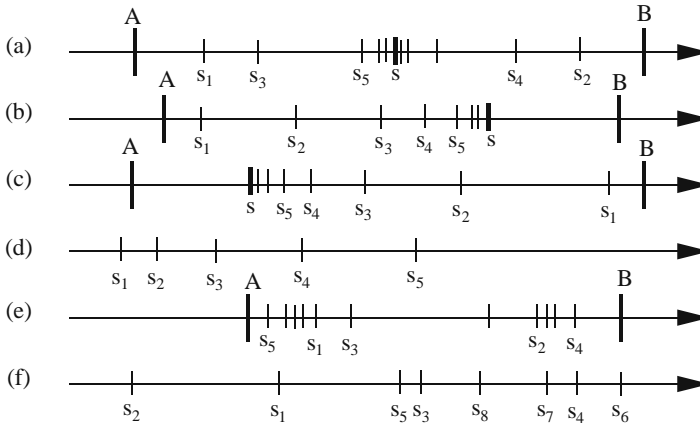 A B
(a)
s1 s3 s5 s s4 s2
A B
(b)
s1 s2 s3 s4 s5 s
A B
(c)
s s5 s4 s3 s2 s1
(d)
s1 s2 s3 s4 s5
A B
(e)
s5 s1 s3 s2 s4
(f)
s2 s1 s5 s3 s8 s7 s4 s6